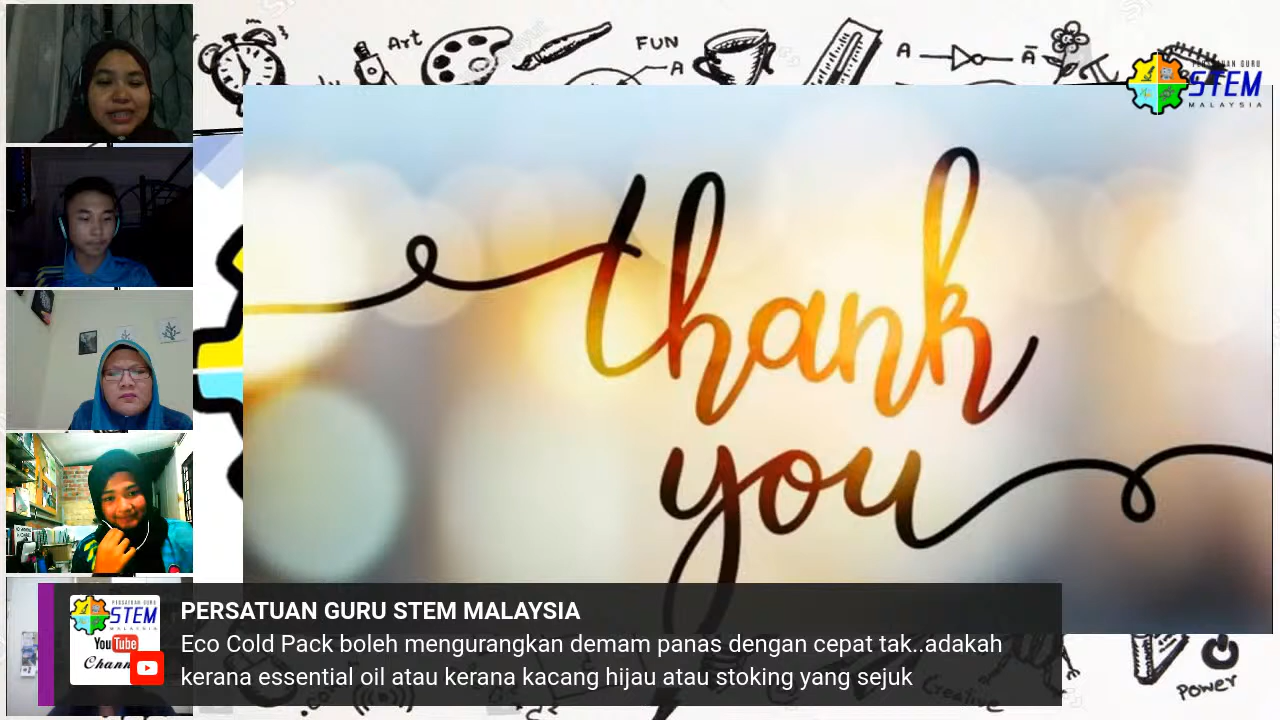 Art
FUN
A
A
A
PERSATUAN GURU
STEM
MALAYSIA
thank
you
PERSATUAN GURU
STEM
MALAYSIA
YouTube
Channel
PERSATUAN GURU STEM MALAYSIA
Eco Cold Pack boleh mengurangkan demam panas dengan cepat tak..adakah
kerana essential oil atau kerana kacang hijau atau stoking yang sejuk
Creative
POWER